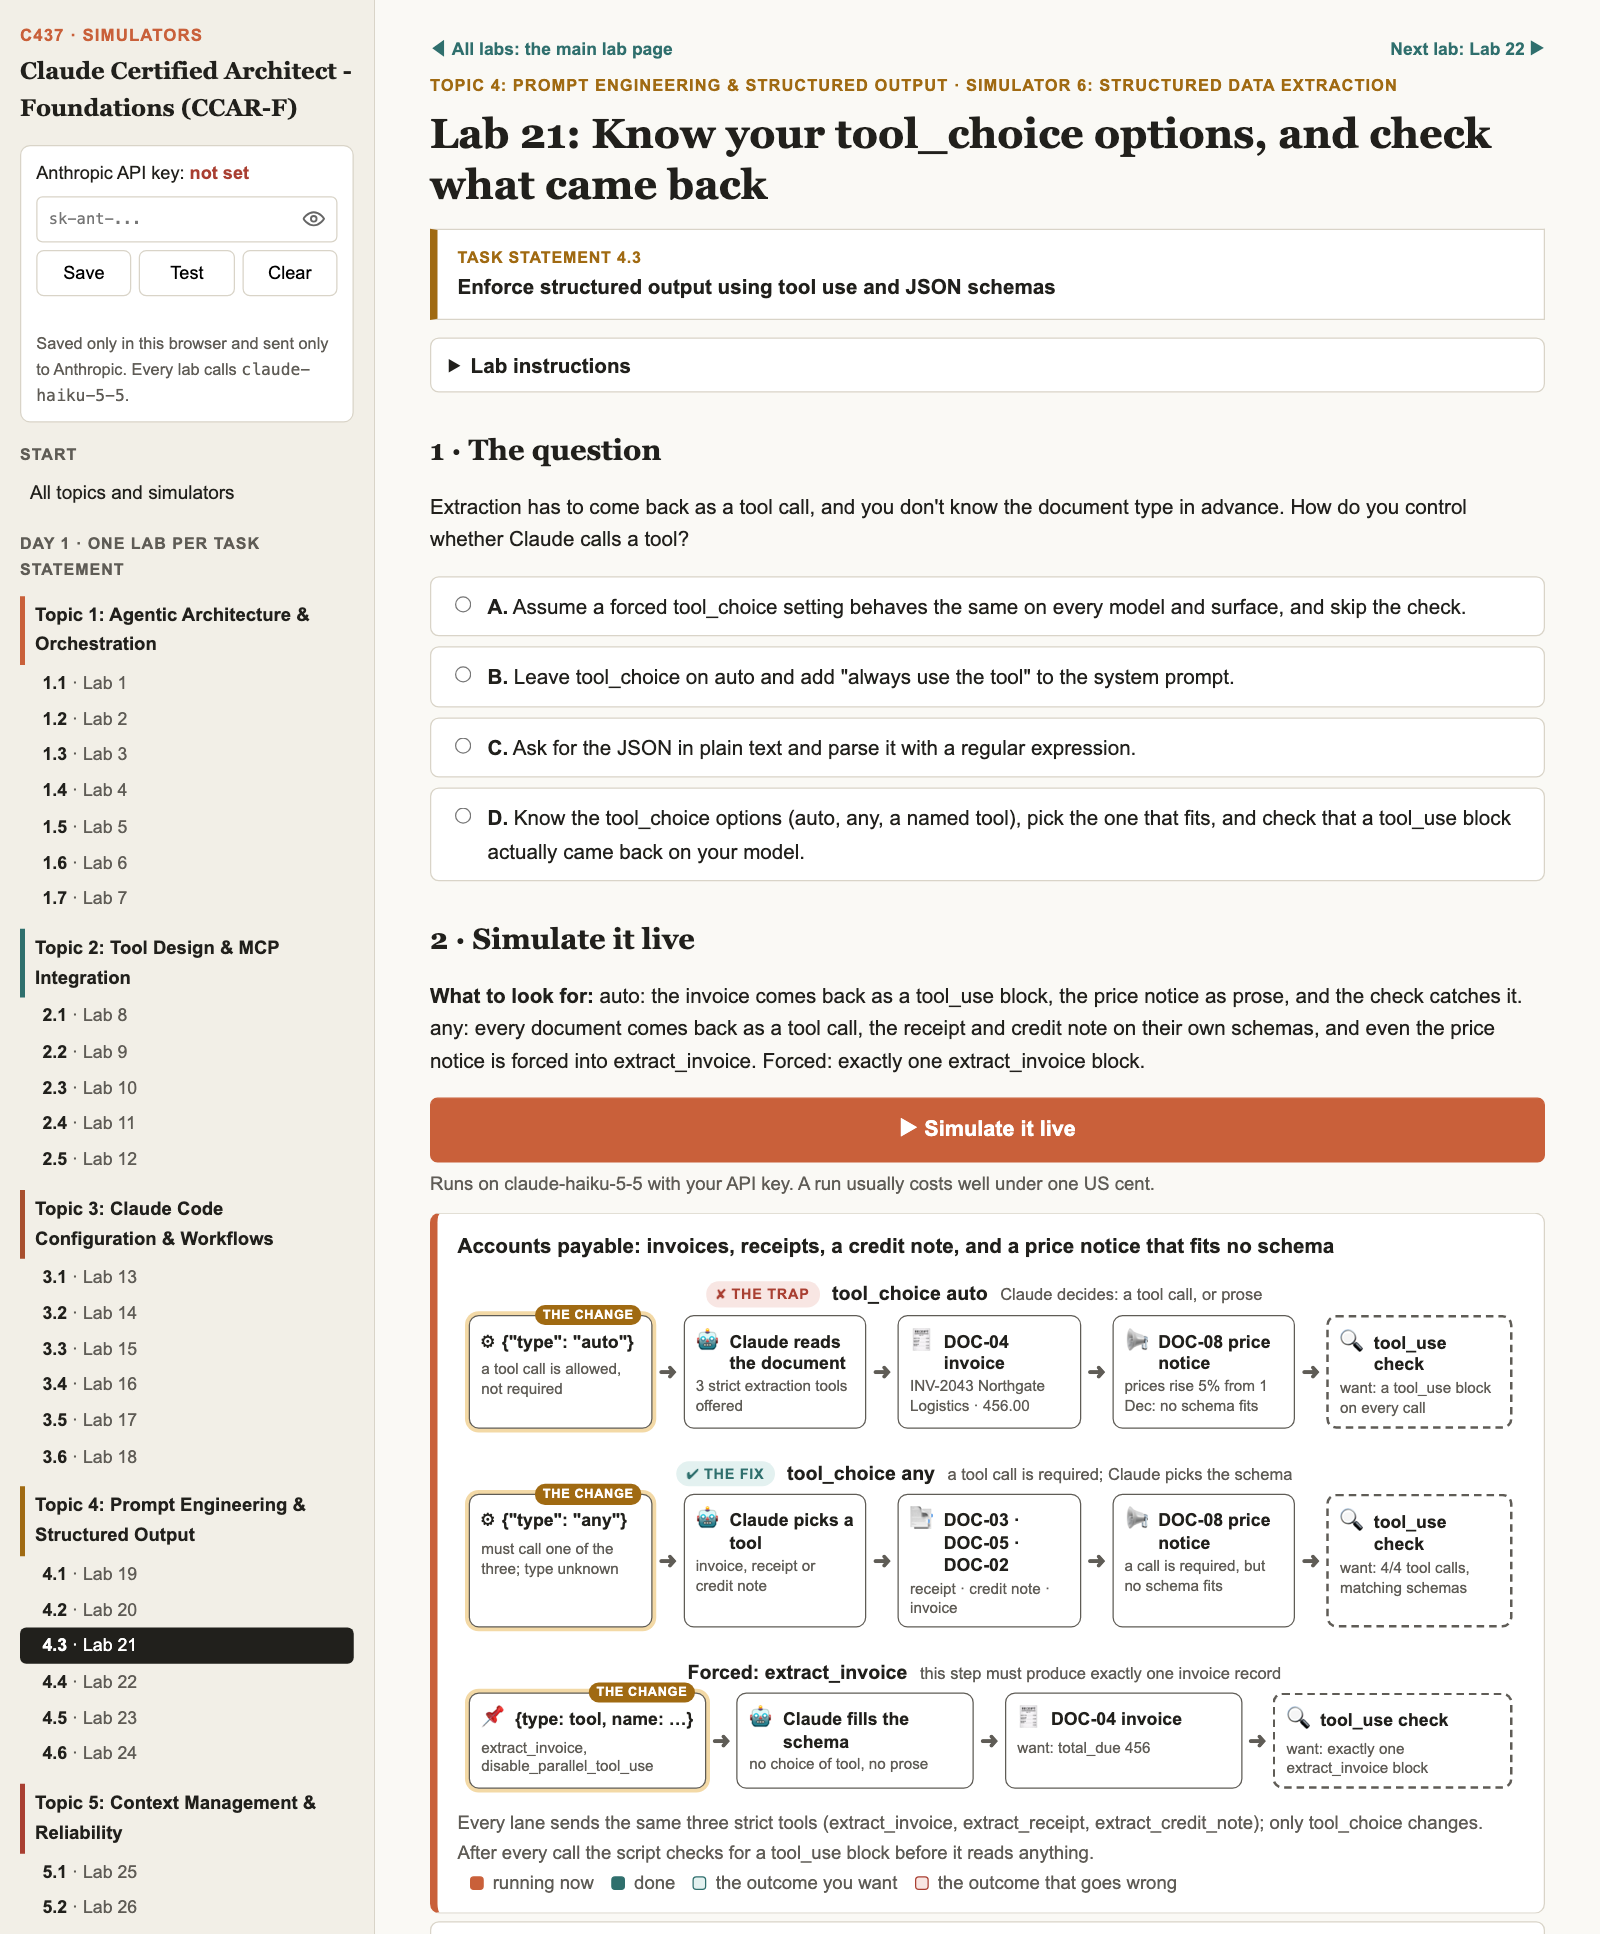 C437 · SIMULATORS
Claude Certified Architect -
Foundations (CCAR-F)
Anthropic API key: not set
sk-ant-...
Save
Test
Clear
Saved only in this browser and sent only
to Anthropic. Every lab calls claude-
haiku-5-5.
START
All topics and simulators
DAY 1 · ONE LAB PER TASK
STATEMENT
Topic 1: Agentic Architecture &
Orchestration
1.1 · Lab 1
1.2 · Lab 2
1.3 · Lab 3
1.4 · Lab 4
1.5 · Lab 5
1.6 · Lab 6
1.7 · Lab 7
Topic 2: Tool Design & MCP
Integration
2.1 · Lab 8
2.2 · Lab 9
2.3 · Lab 10
2.4 · Lab 11
2.5 · Lab 12
Topic 3: Claude Code
Configuration & Workflows
3.1 · Lab 13
3.2 · Lab 14
3.3 · Lab 15
3.4 · Lab 16
3.5 · Lab 17
3.6 · Lab 18
Topic 4: Prompt Engineering &
Structured Output
4.1 · Lab 19
4.2 · Lab 20
4.3 · Lab 21
4.4 · Lab 22
4.5 · Lab 23
4.6 · Lab 24
Topic 5: Context Management &
Reliability
5.1 · Lab 25
5.2 · Lab 26
◀ All labs: the main lab page
Next lab: Lab 22 ▶
TOPIC 4: PROMPT ENGINEERING & STRUCTURED OUTPUT · SIMULATOR 6: STRUCTURED DATA EXTRACTION
Lab 21: Know your tool_choice options, and check
what came back
TASK STATEMENT 4.3
Enforce structured output using tool use and JSON schemas
▶ Lab instructions
1 · The question
Extraction has to come back as a tool call, and you don't know the document type in advance. How do you control
whether Claude calls a tool?
A. Assume a forced tool_choice setting behaves the same on every model and surface, and skip the check.
B. Leave tool_choice on auto and add "always use the tool" to the system prompt.
C. Ask for the JSON in plain text and parse it with a regular expression.
D. Know the tool_choice options (auto, any, a named tool), pick the one that fits, and check that a tool_use block
actually came back on your model.
2 · Simulate it live
What to look for: auto: the invoice comes back as a tool_use block, the price notice as prose, and the check catches it.
any: every document comes back as a tool call, the receipt and credit note on their own schemas, and even the price
notice is forced into extract_invoice. Forced: exactly one extract_invoice block.
▶ Simulate it live
Runs on claude-haiku-5-5 with your API key. A run usually costs well under one US cent.
Accounts payable: invoices, receipts, a credit note, and a price notice that fits no schema
✘ THE TRAP tool_choice auto Claude decides: a tool call, or prose
THE CHANGE
⚙ {"type": "auto"}
a tool call is allowed,
not required
Claude reads
the document
3 strict extraction tools
offered
DOC-04
invoice
INV-2043 Northgate
Logistics · 456.00
DOC-08 price
notice
prices rise 5% from 1
Dec: no schema fits
tool_use
check
want: a tool_use block
on every call
✔ THE FIX tool_choice any a tool call is required; Claude picks the schema
THE CHANGE
⚙ {"type": "any"}
must call one of the
three; type unknown
Claude picks a
tool
invoice, receipt or
credit note
DOC-03 ·
DOC-05 ·
DOC-02
receipt · credit note ·
invoice
DOC-08 price
notice
a call is required, but
no schema fits
tool_use
check
want: 4/4 tool calls,
matching schemas
Forced: extract_invoice this step must produce exactly one invoice record
THE CHANGE
{type: tool, name: ...}
extract_invoice,
disable_parallel_tool_use
Claude fills the
schema
no choice of tool, no prose
DOC-04 invoice
want: total_due 456
tool_use check
want: exactly one
extract_invoice block
Every lane sends the same three strict tools (extract_invoice, extract_receipt, extract_credit_note); only tool_choice changes.
After every call the script checks for a tool_use block before it reads anything.
running now
done
the outcome you want
the outcome that goes wrong